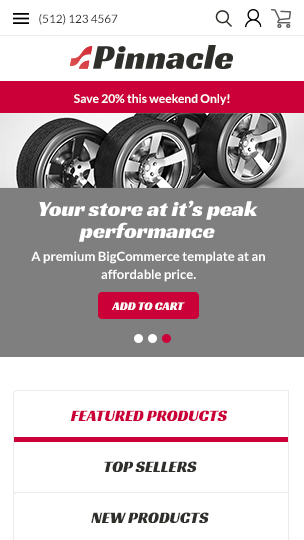 (512) 123 4567
Pinnacle
Save 20% this weekend Only!
Your store at it's peak
performance
A premium BigCommerce template at an
affordable price.
ADD TO CART
FEATURED PRODUCTS
TOP SELLERS
NEW PRODUCTS